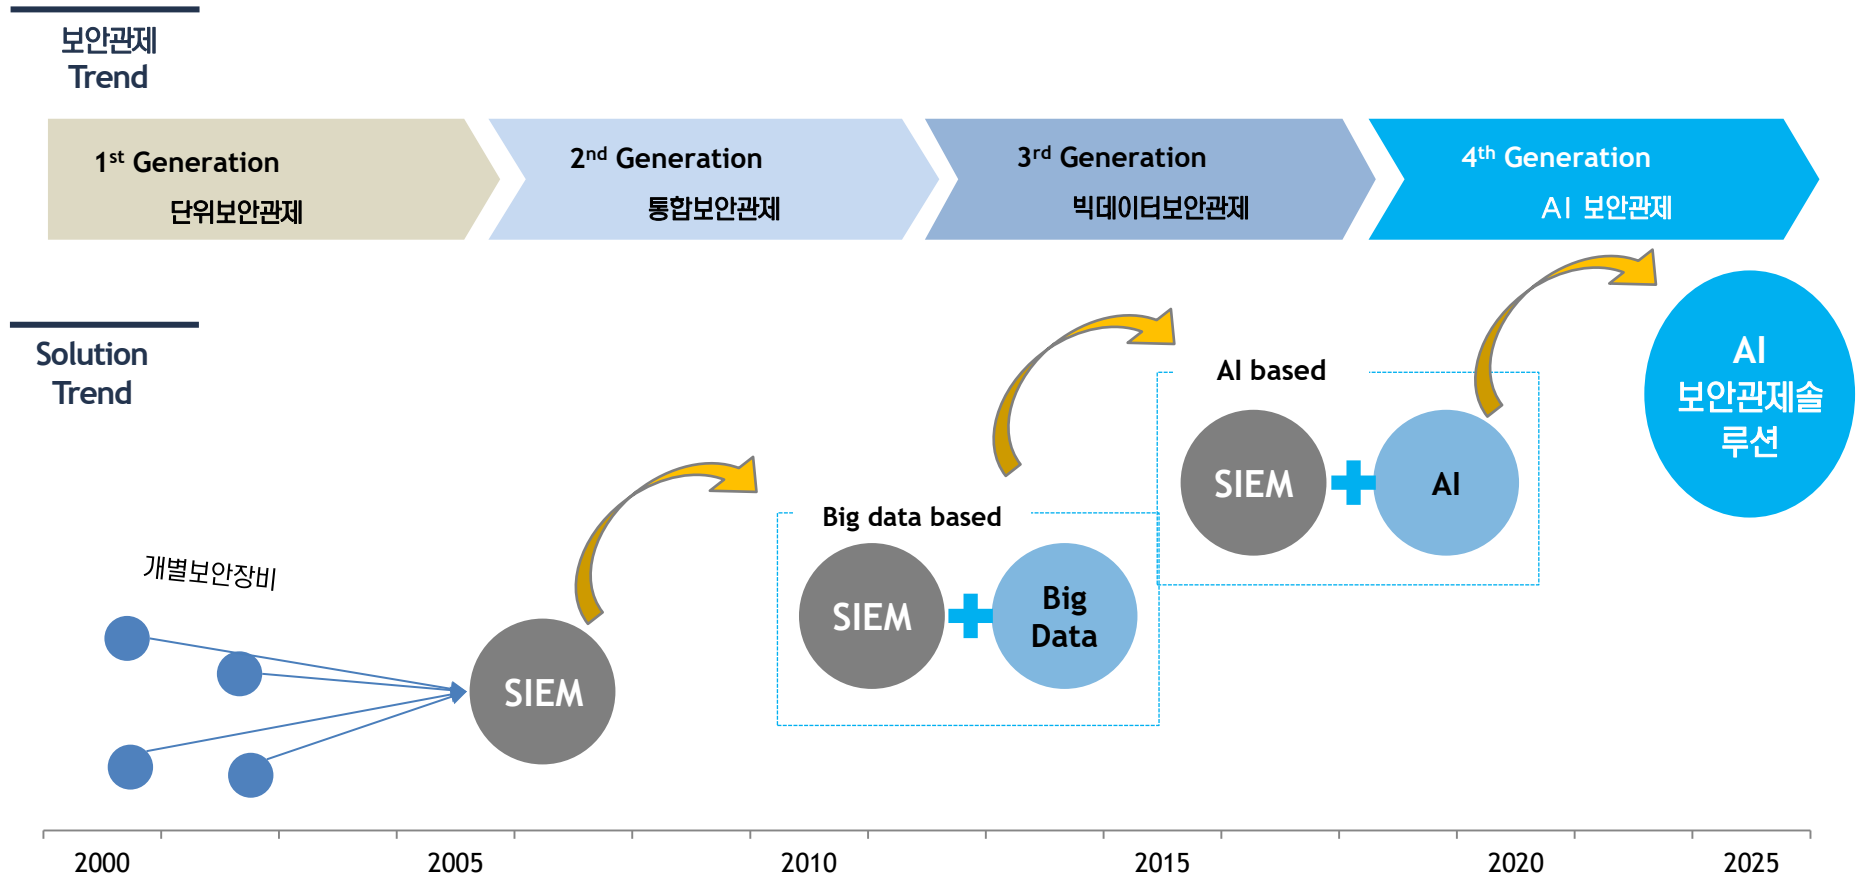 보안관제
Trend
1st Generation
단위보안관제
2nd Generation
통합보안관제
3rd Generation
빅데이터보안관제
4th Generation
AI 보안관제
Solution
Trend
AI
보안관제솔
루션
AI based
SIEM
AI
Big data based
SIEM
Big
Data
개별보안장비
SIEM
2000
2005
2010
2015
2020
2025